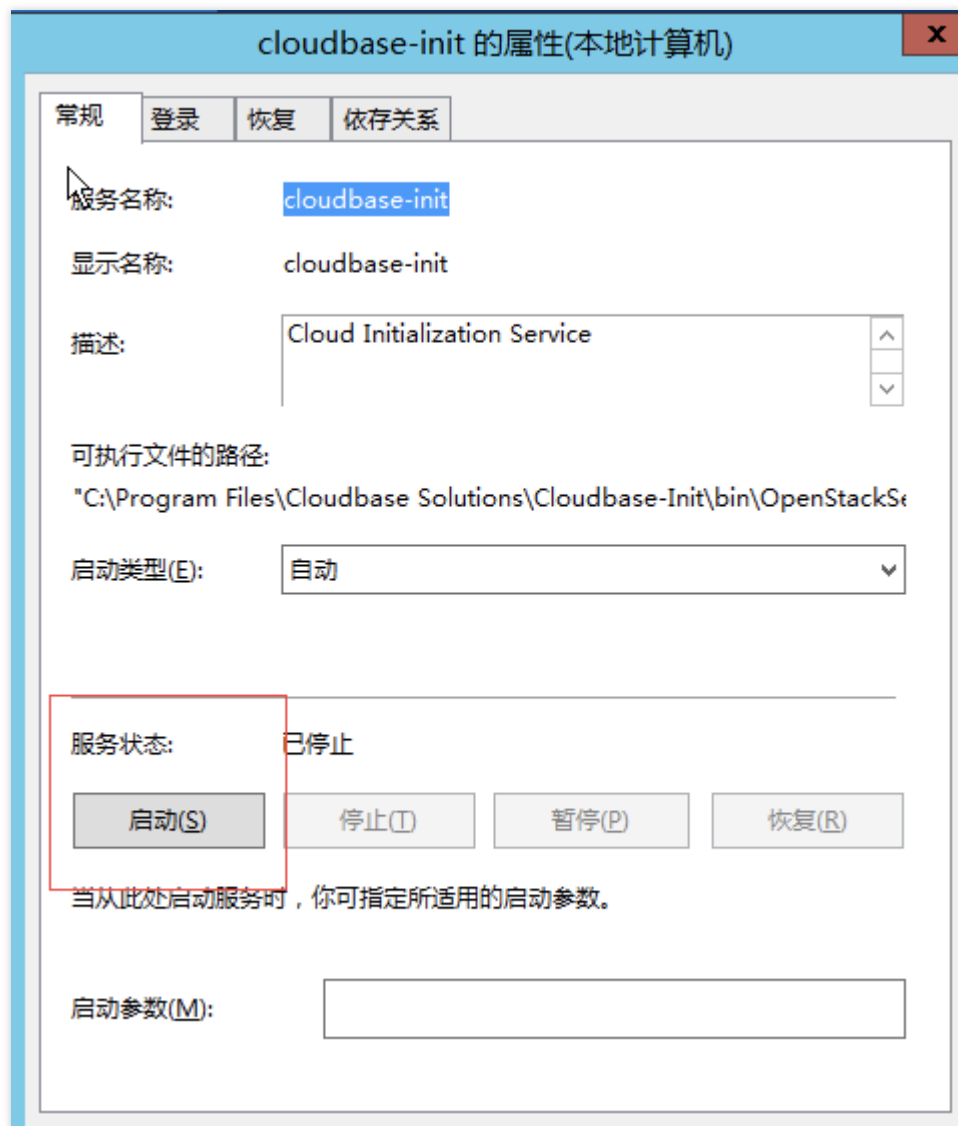 cloudbase-init 的属性(本地计算机)
x
常规 登录 恢复 依存关系
服务名称: cloudbase-init
显示名称: cloudbase-init
描述: Cloud Initialization Service
可执行文件的路径:
"C:\Program Files\Cloudbase Solutions\Cloudbase-Init\bin\OpenStackSe
启动类型(E): 自动
服务状态: 已停止
启动(S) 停止(T) 暂停(P) 恢复(R)
当从此处启动服务时，你可指定所适用的启动参数。
启动参数(M):